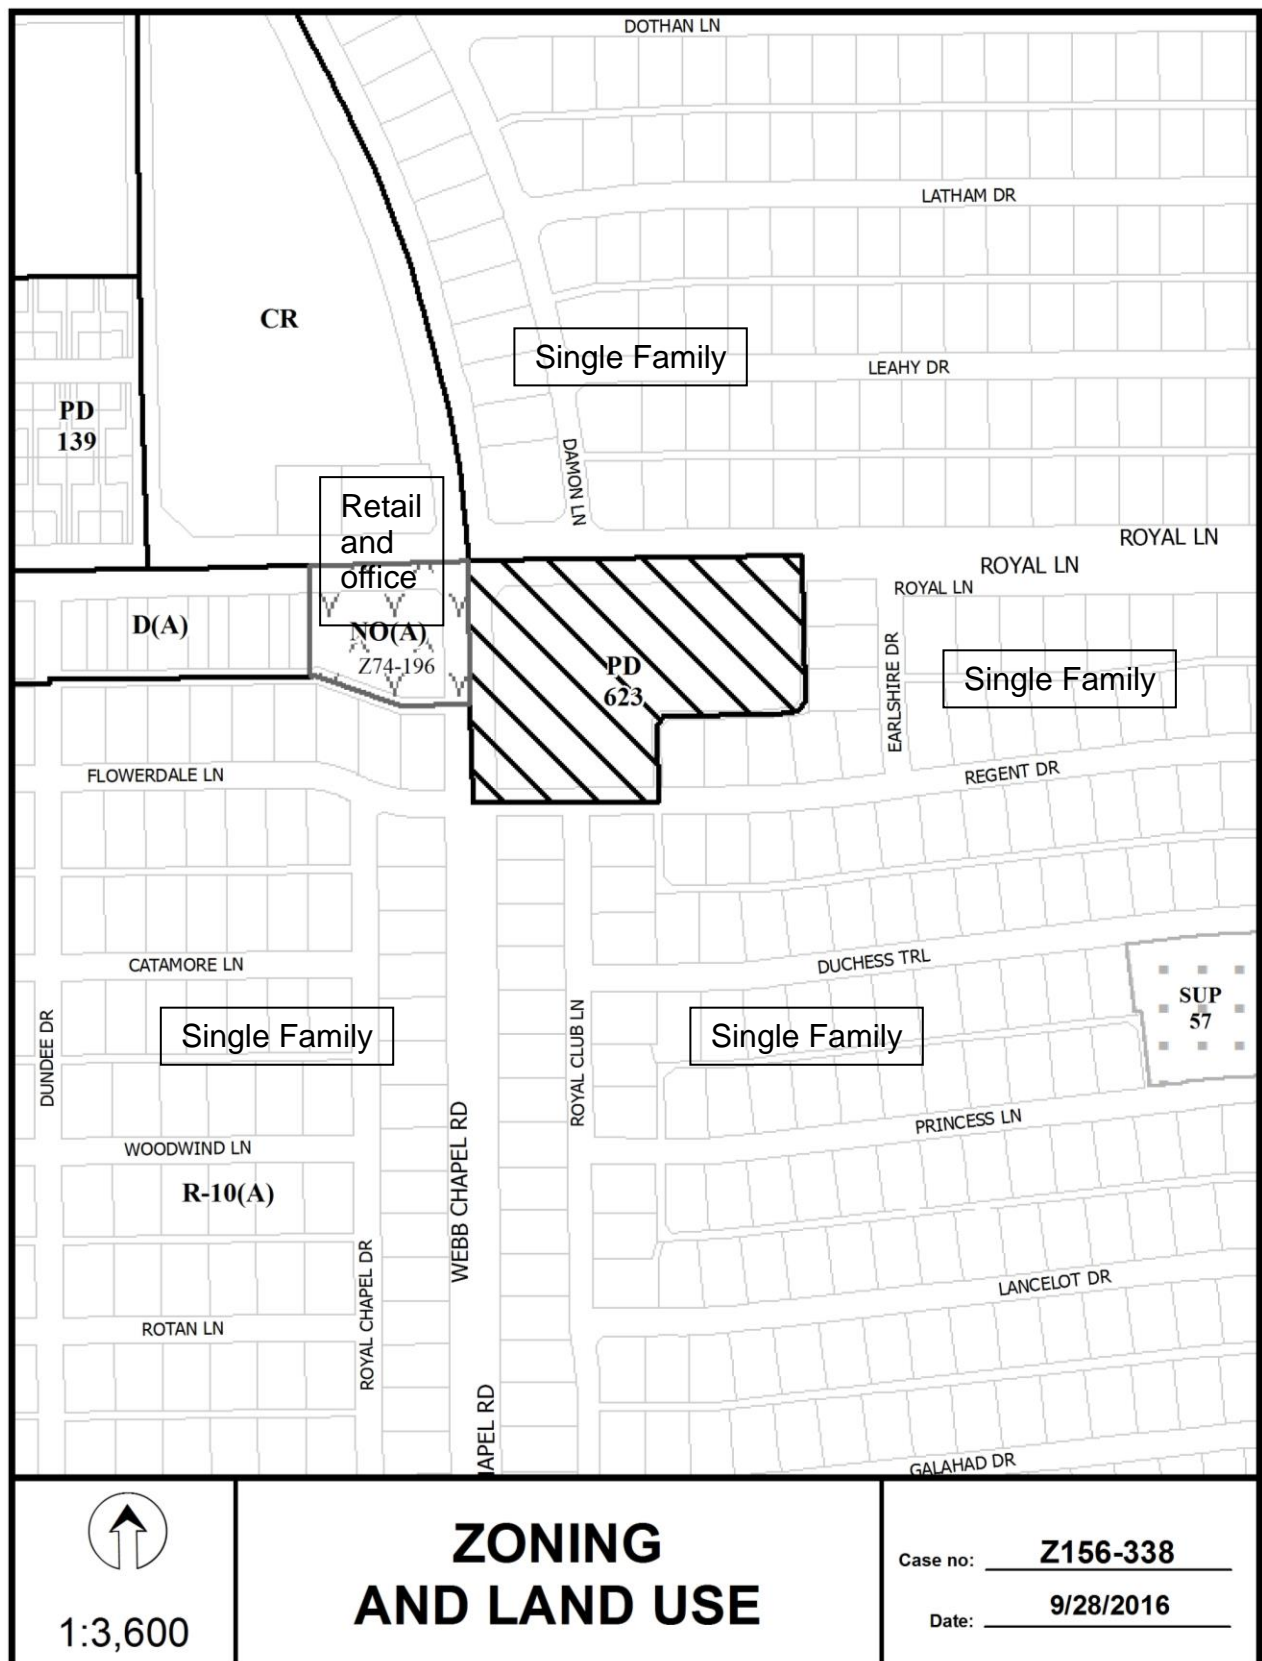 DOTHAN LN
LATHAM DR
CR
Single Family
LEAHY DR
PD
139
DAMON LN
Retail
and
office
ROYAL LN
ROYAL LN
ROYAL LN
D(A)
NO(A)
Z74-196
PD
623
EARLSHIRE DR
Single Family
FLOWERDALE LN
REGENT DR
CATAMORE LN
DUCHESS TRL
SUP
57
DUNDEE DR
Single Family
ROYAL CLUB LN
Single Family
WEBB CHAPEL RD
PRINCESS LN
WOODWIND LN
R-10(A)
ROYAL CHAPEL DR
LANCELOT DR
ROTAN LN
APEL RD
GALAHAD DR
1:3,600
ZONING
AND LAND USE
Case no: Z156-338
Date: 9/28/2016